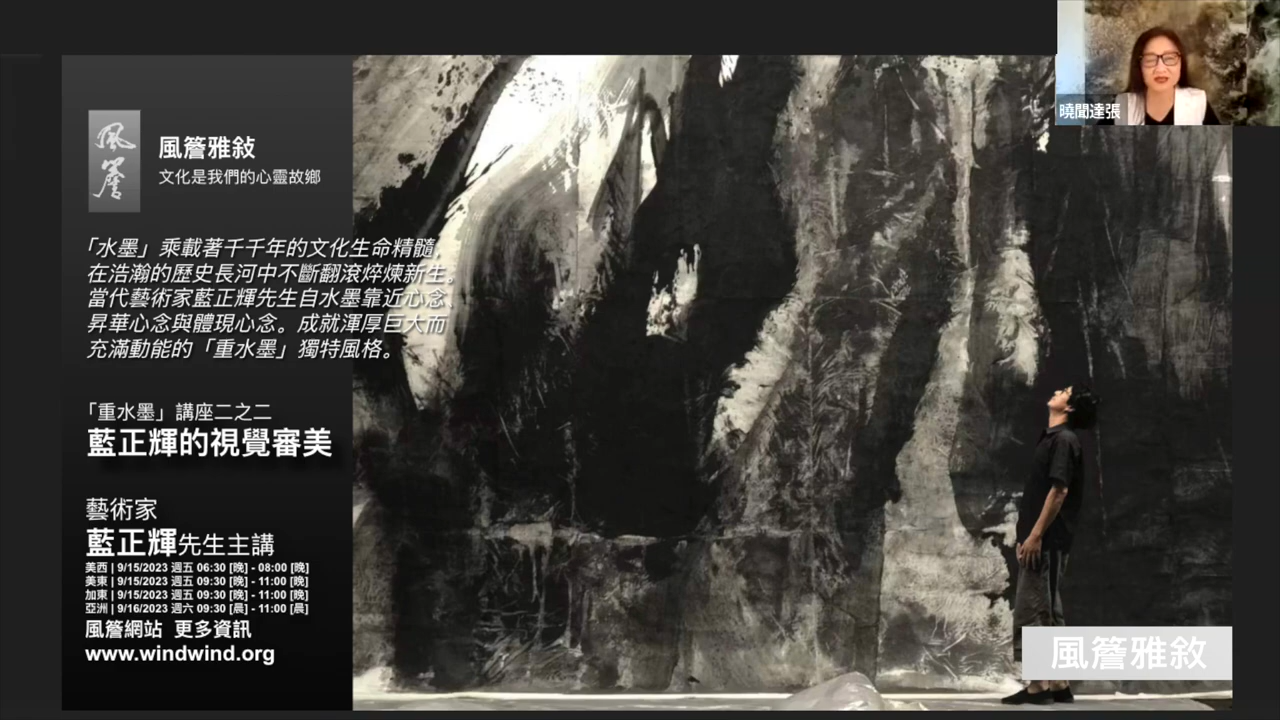 風簷
風簷雅敍
文化是我們的心靈故鄉
「水墨」乘載著千千年的文化生命精髓，
在浩瀚的歷史長河中不斷翻滾焠煉新生。
當代藝術家藍正輝先生自水墨靠近心念、
昇華心念與體現心念。成就渾厚巨大而
充滿動能的「重水墨」獨特風格。
「重水墨」講座二之二
藍正輝的視覺審美
藝術家
藍正輝先生主講
美西 | 9/15/2023 週五 06:30 [晚] - 08:00 [晚]
美東 | 9/15/2023 週五 09:30 [晚] - 11:00 [晚]
加東 | 9/15/2023 週五 09:30 [晚] - 11:00 [晚]
亞洲 | 9/16/2023 週六 09:30 [晨] - 11:00 [晨]
風簷網站 更多資訊
www.windwind.org
曉聞達張
風簷雅敘